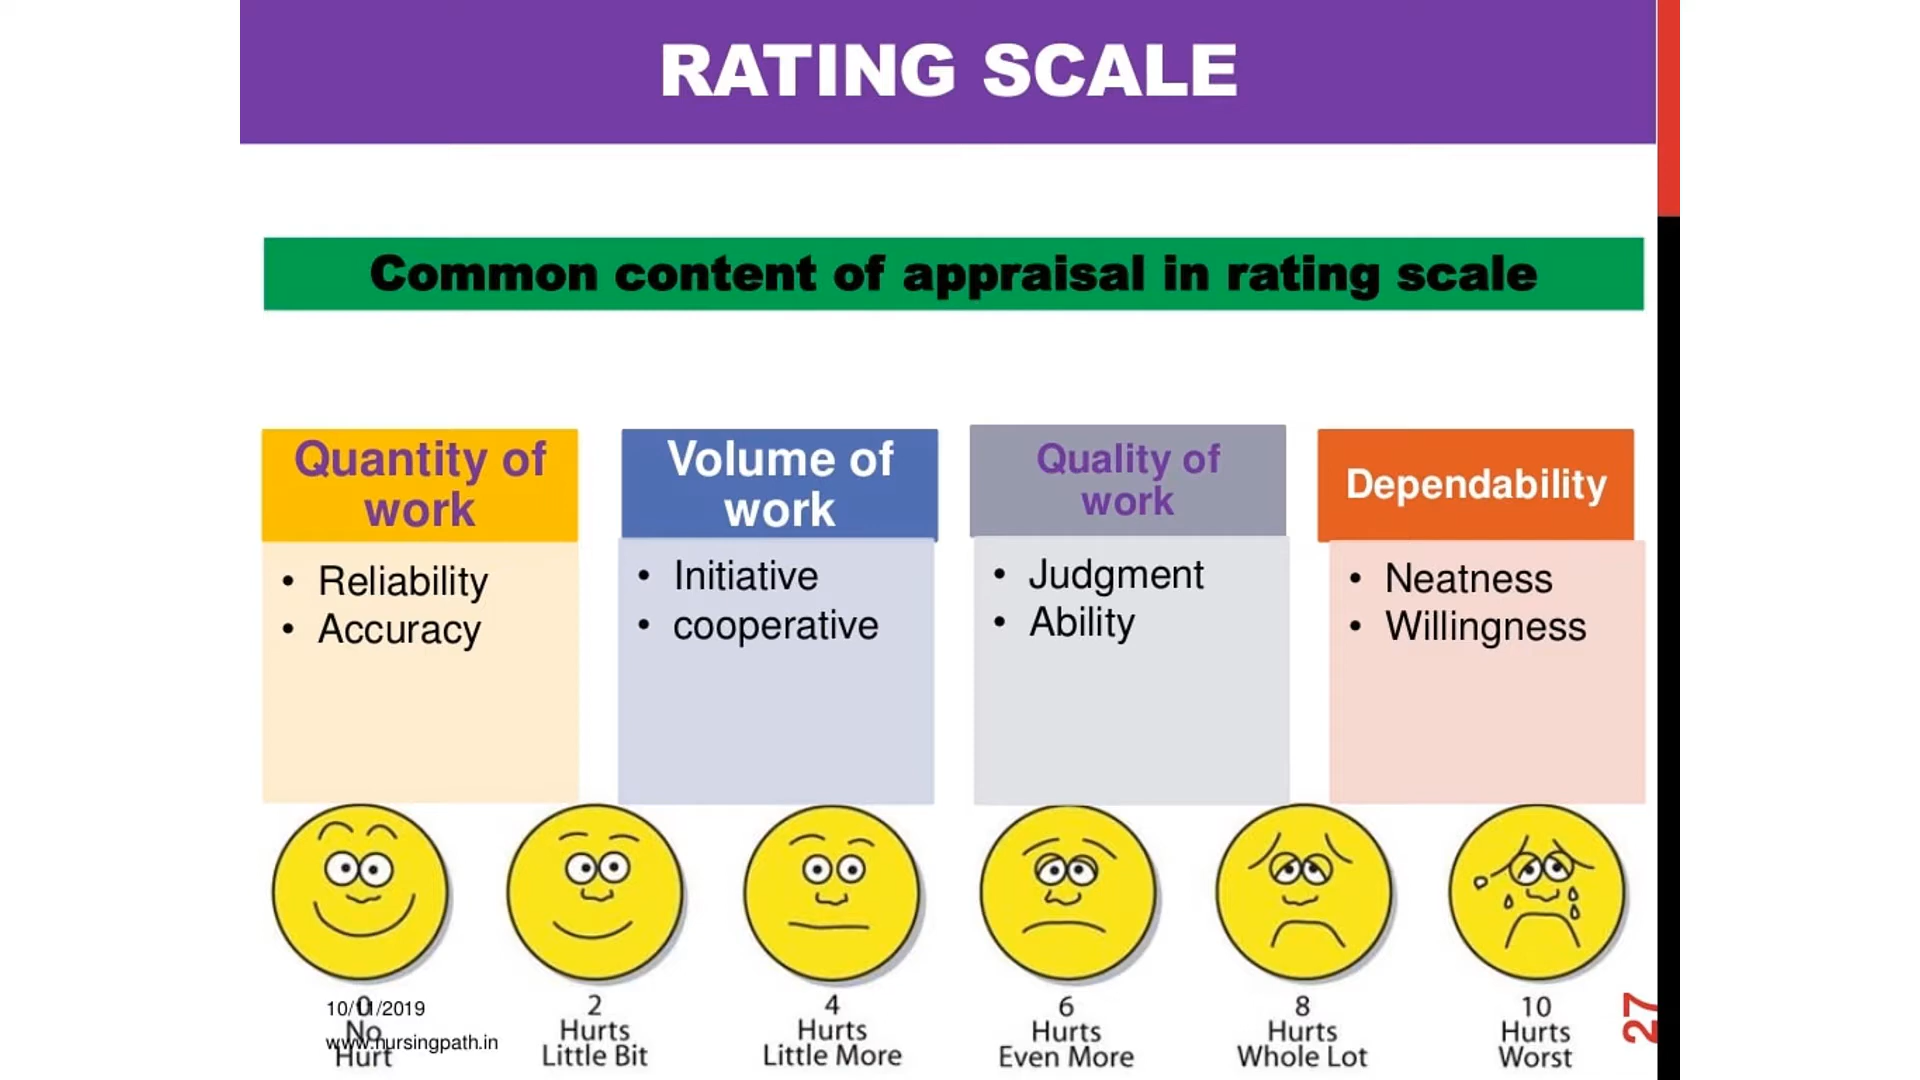 RATING SCALE
Common content of appraisal in rating scale
Quantity of
work
• Reliability
• Accuracy
Volume of
work
• Initiative
• cooperative
Quality of
work
• Judgment
• Ability
Dependability
• Neatness
• Willingness
0
No
Hurt
2
Hurts
Little Bit
4
Hurts
Little More
6
Hurts
Even More
8
Hurts
Whole Lot
10
Hurts
Worst
10/11/2019
www.nursingpath.in
27